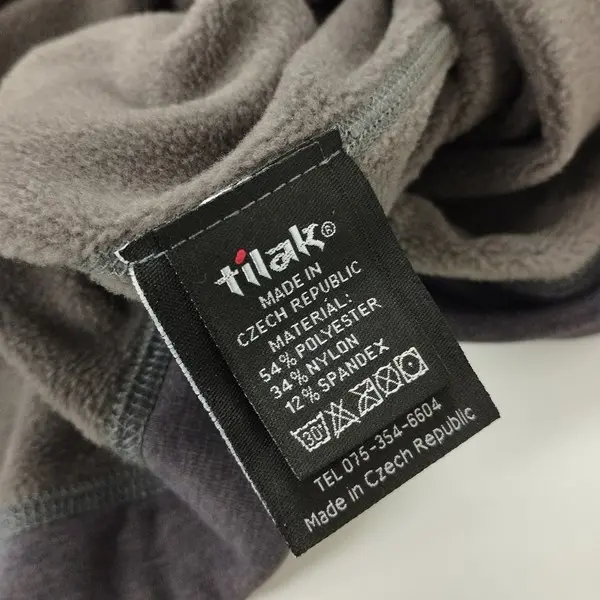 tilak®
MADE IN
CZECH REPUBLIC
MATERIÁL:
54% POLYESTER
34% NYLON
12% SPANDEX
30
TEL 075-354-6604
Made in Czech Republic